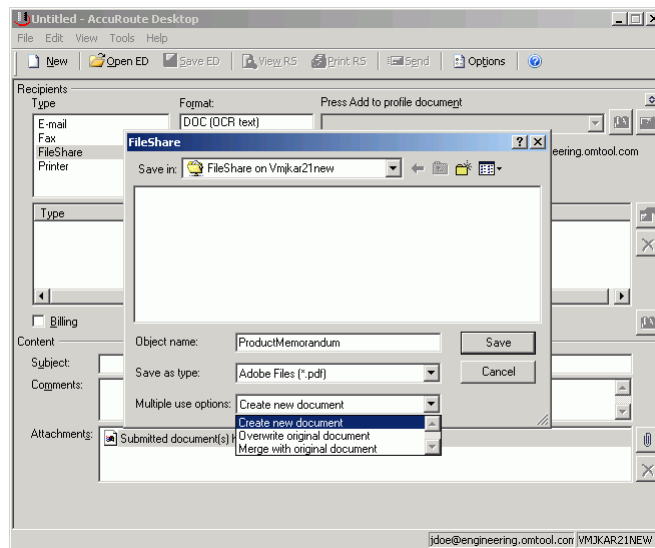 Untitled - AccuRoute Desktop
File Edit View Tools Help
New Open ED Save ED View RS Print RS Send Options
Recipients
Type Format: Press Add to profile document
E-mail DOC (OCR text)
Fax
FileShare eering.omtool.com
Printer
FileShare
Save in: FileShare on Vmjkar21new
Type
Billing
Object name: ProductMemorandum Save
Save as type: Adobe Files (*.pdf) Cancel
Multiple use options: Create new document
Create new document
Overwrite original document
Merge with original document
Content
Subject:
Comments:
Attachments: Submitted document(s) h
jdoe@engineering.omtool.com VMJKAR21NEW